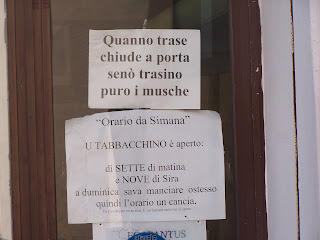 Quanno trase
chiude a porta
senò trasino
puro i musche
“Orario da Simana”
U TABBACCHINO è aperto:
di SETTE di matina
e NOVE di Sira
a duminica sava manciare ostesso
quindi l'orario un cancia.